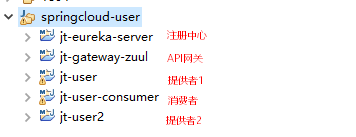 springcloud-user
jt-eureka-server 注册中心
jt-gateway-zuul API网关
jt-user 提供者1
jt-user-consumer 消费者
jt-user2 提供者2